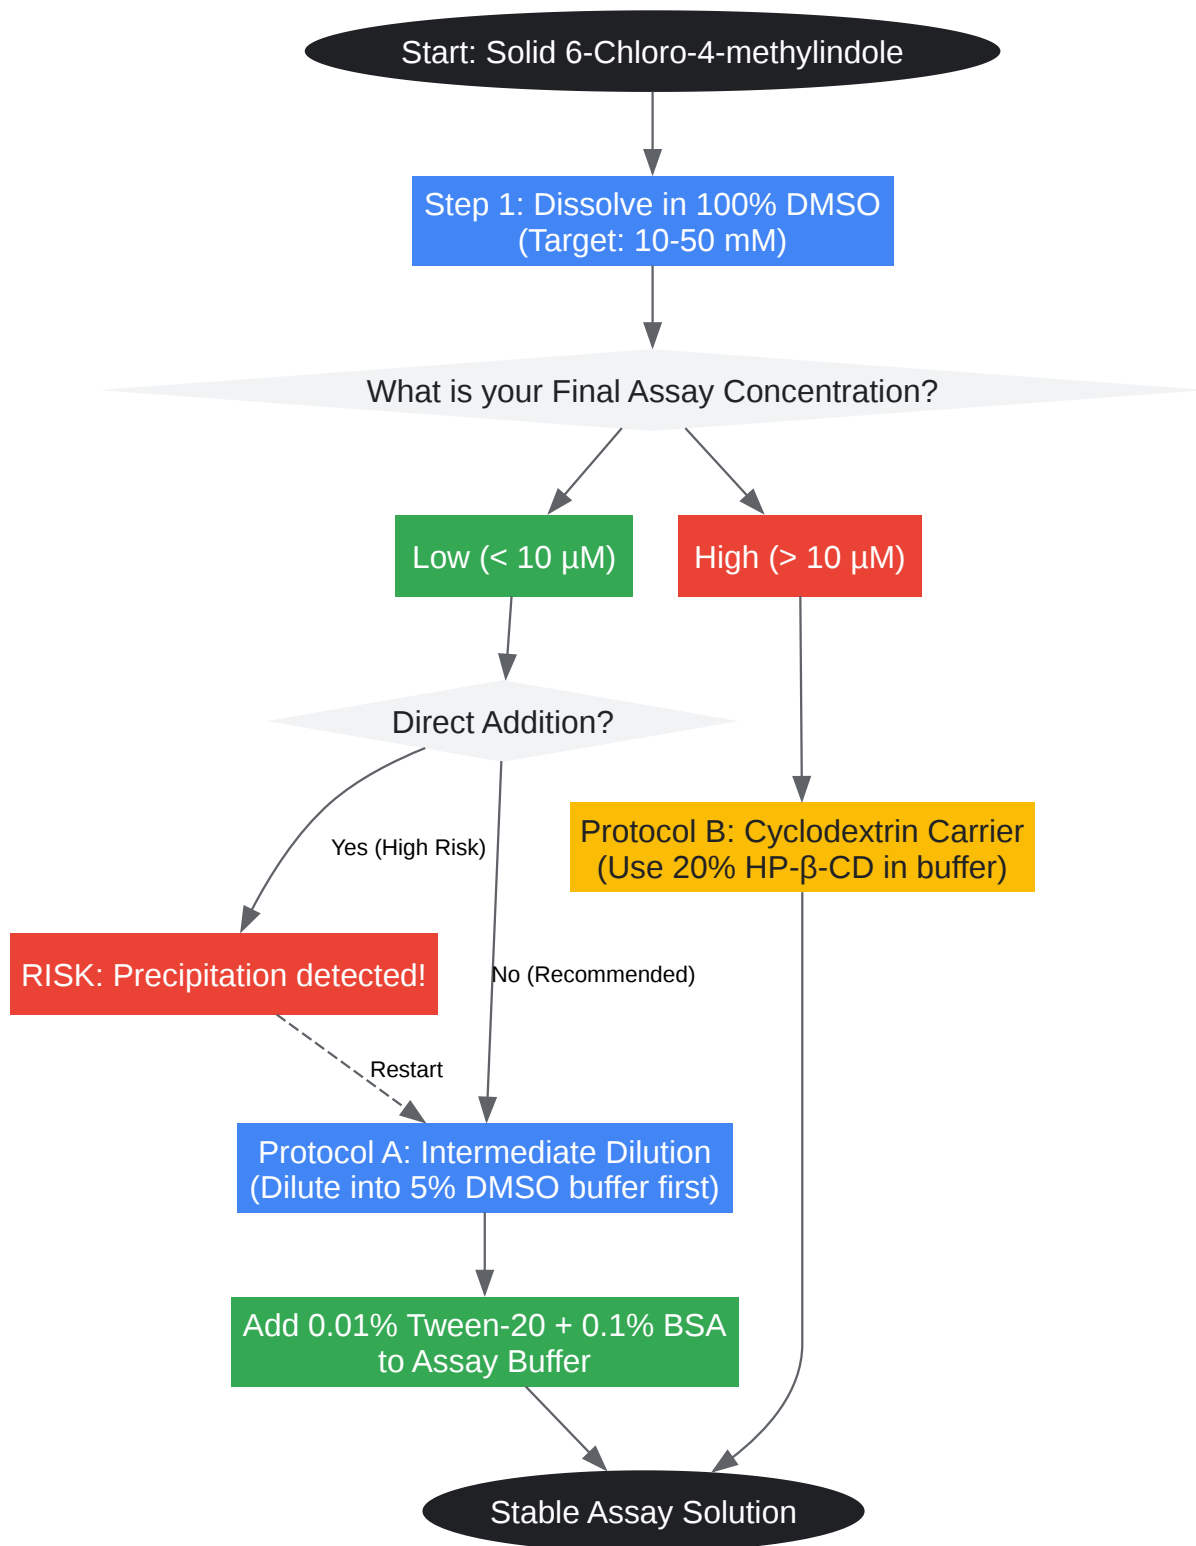 Start: Solid 6-Chloro-4-methylindole
Step 1: Dissolve in 100% DMSO
(Target: 10-50 mM)
What is your Final Assay Concentration?
Low (< 10 µM)
High (> 10 µM)
Direct Addition?
Protocol B: Cyclodextrin Carrier
(Use 20% HP-β-CD in buffer)
Yes (High Risk)
RISK: Precipitation detected!
No (Recommended)
Restart
Protocol A: Intermediate Dilution
(Dilute into 5% DMSO buffer first)
Add 0.01% Tween-20 + 0.1% BSA
to Assay Buffer
Stable Assay Solution